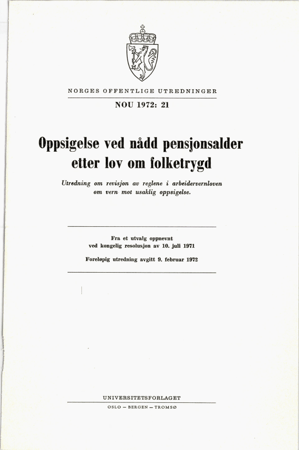 NORGES OFFENTLIGE UTREDNINGER
NOU 1972: 21
Oppsigelse ved nådd pensjonsalder
etter lov om folketrygd
Utredning om revisjon av reglene i arbeidervernloven
om vern mot usaklig oppsigelse.
Fra et utvalg oppnevnt
ved kongelig resolusjon av 10. juli 1971
Foreløpig utredning avgitt 9. februar 1972
UNIVERSITETSFORLAGET
OSLO – BERGEN – TROMSØ